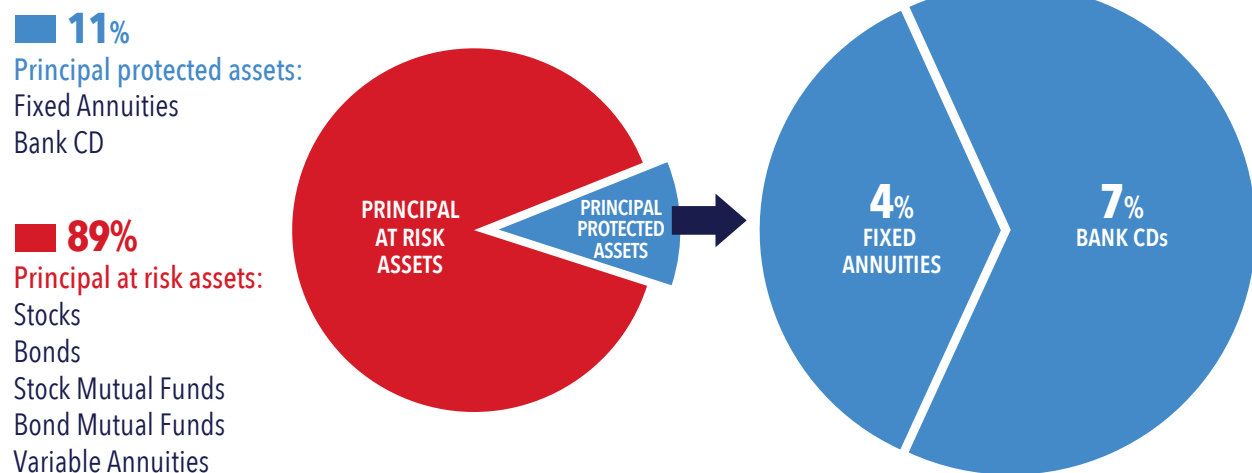 11%
Principal protected assets:
Fixed Annuities
Bank CD
89%
Principal at risk assets:
Stocks
Bonds
Stock Mutual Funds
Bond Mutual Funds
Variable Annuities
PRINCIPAL
AT RISK
ASSETS
PRINCIPAL
PROTECTED
ASSETS
4%
FIXED
ANNUITIES
7%
BANK CDs